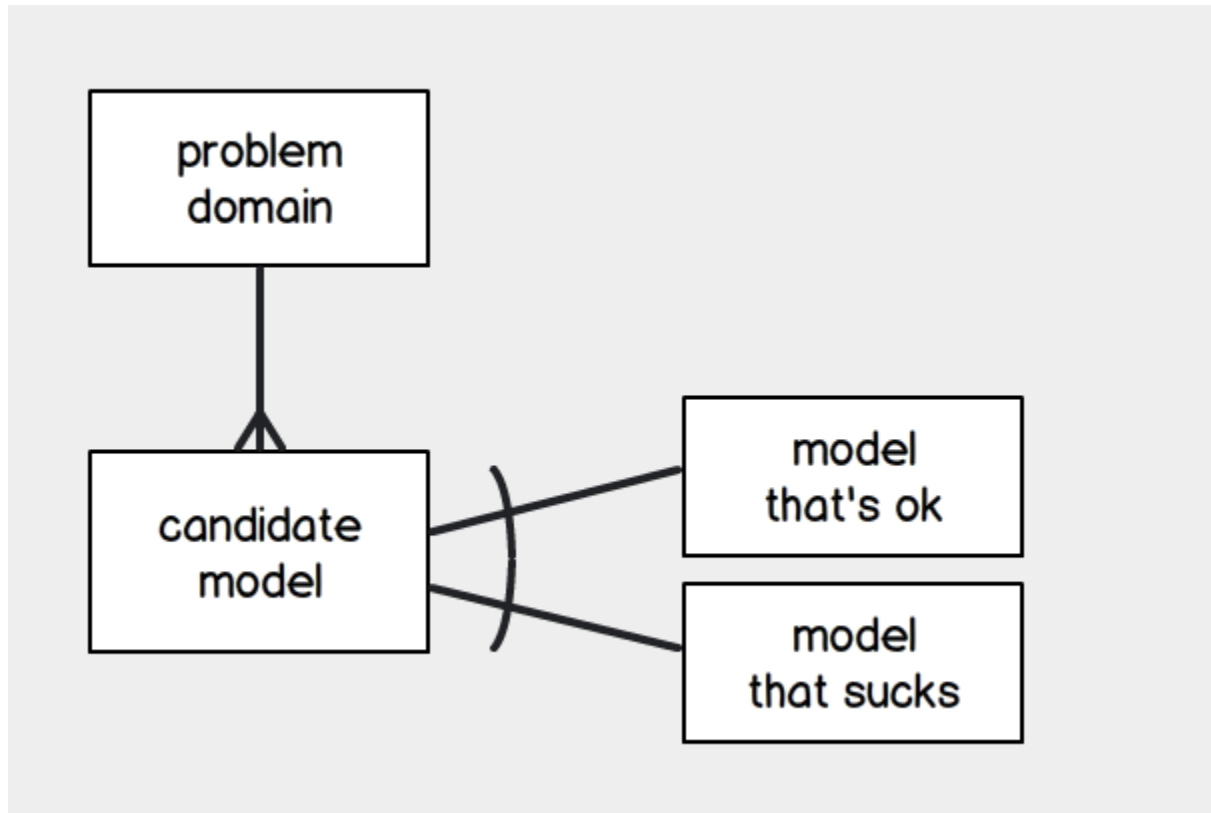 problem
domain
candidate
model
model
that's ok
model
that sucks